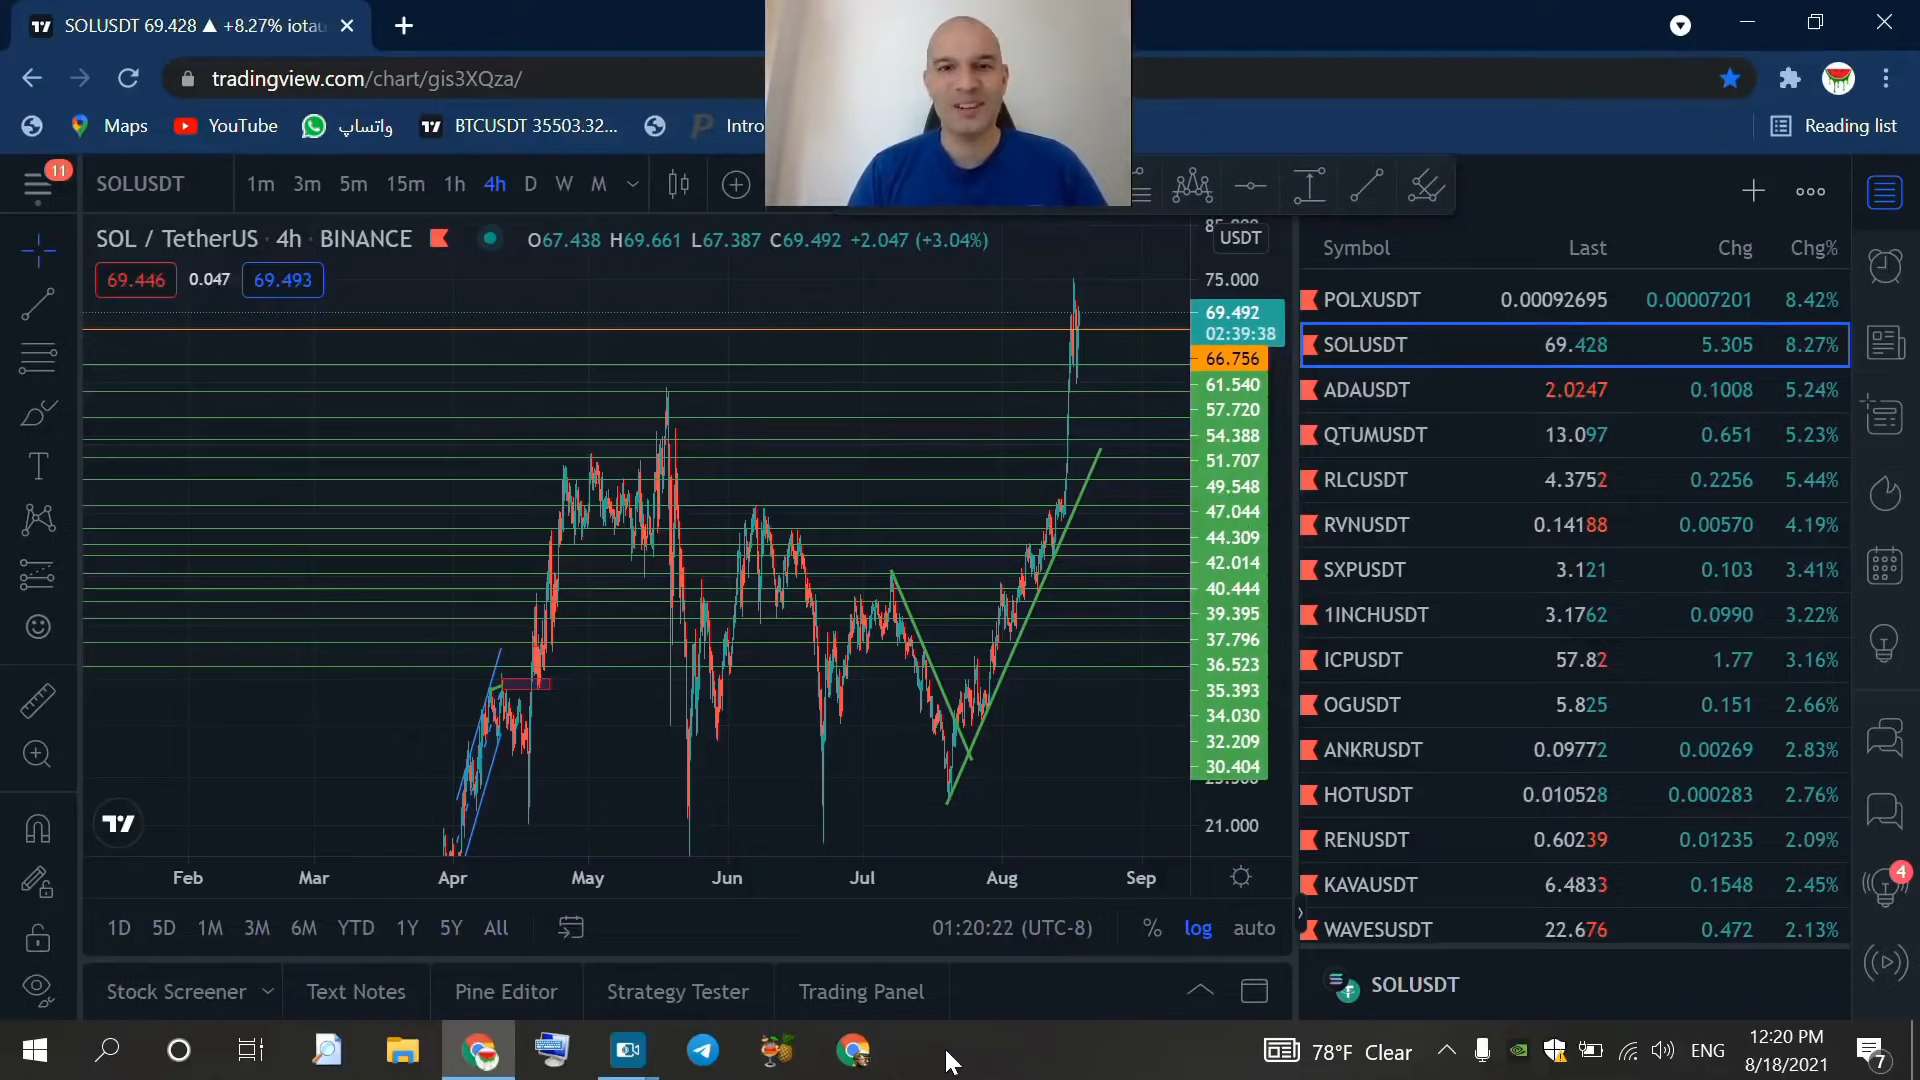 SOLUSDT 69.428 ▲ +8.27% iotau
tradingview.com/chart/gis3XQza/
Maps
YouTube
واتساپ
BTCUSDT 35503.32...
Intro
Reading list
11
SOLUSDT
1m 3m 5m 15m 1h 4h D W M
SOL / TetherUS · 4h · BINANCE
O67.438 H69.661 L67.387 C69.492 +2.047 (+3.04%)
69.446 0.047 69.493
USDT
75.000
69.492
02:39:38
66.756
61.540
57.720
54.388
51.707
49.548
47.044
44.309
42.014
40.444
39.395
37.796
36.523
35.393
34.030
32.209
30.404
21.000
Feb Mar Apr May Jun Jul Aug Sep
1D 5D 1M 3M 6M YTD 1Y 5Y All
01:20:22 (UTC-8)
% log auto
Stock Screener
Text Notes
Pine Editor
Strategy Tester
Trading Panel
Symbol Last Chg Chg%
POLXUSDT 0.00092695 0.00007201 8.42%
SOLUSDT 69.428 5.305 8.27%
ADAUSDT 2.0247 0.1008 5.24%
QTUMUSDT 13.097 0.651 5.23%
RLCUSDT 4.3752 0.2256 5.44%
RVNUSDT 0.14188 0.00570 4.19%
SXPUSDT 3.121 0.103 3.41%
1INCHUSDT 3.1762 0.0990 3.22%
ICPUSDT 57.82 1.77 3.16%
OGUSDT 5.825 0.151 2.66%
ANKRUSDT 0.09772 0.00269 2.83%
HOTUSDT 0.010528 0.000283 2.76%
RENUSDT 0.60239 0.01235 2.09%
KAVAUSDT 6.4833 0.1548 2.45%
WAVESUSDT 22.676 0.472 2.13%
SOLUSDT
4
78°F Clear
ENG
12:20 PM
8/18/2021
7